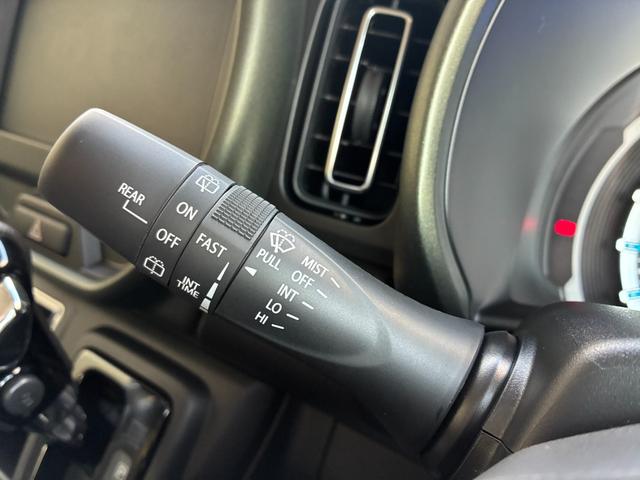 REAR
ON
OFF
FAST
INT
TIME
PULL
MIST
OFF
INT
LO
HI